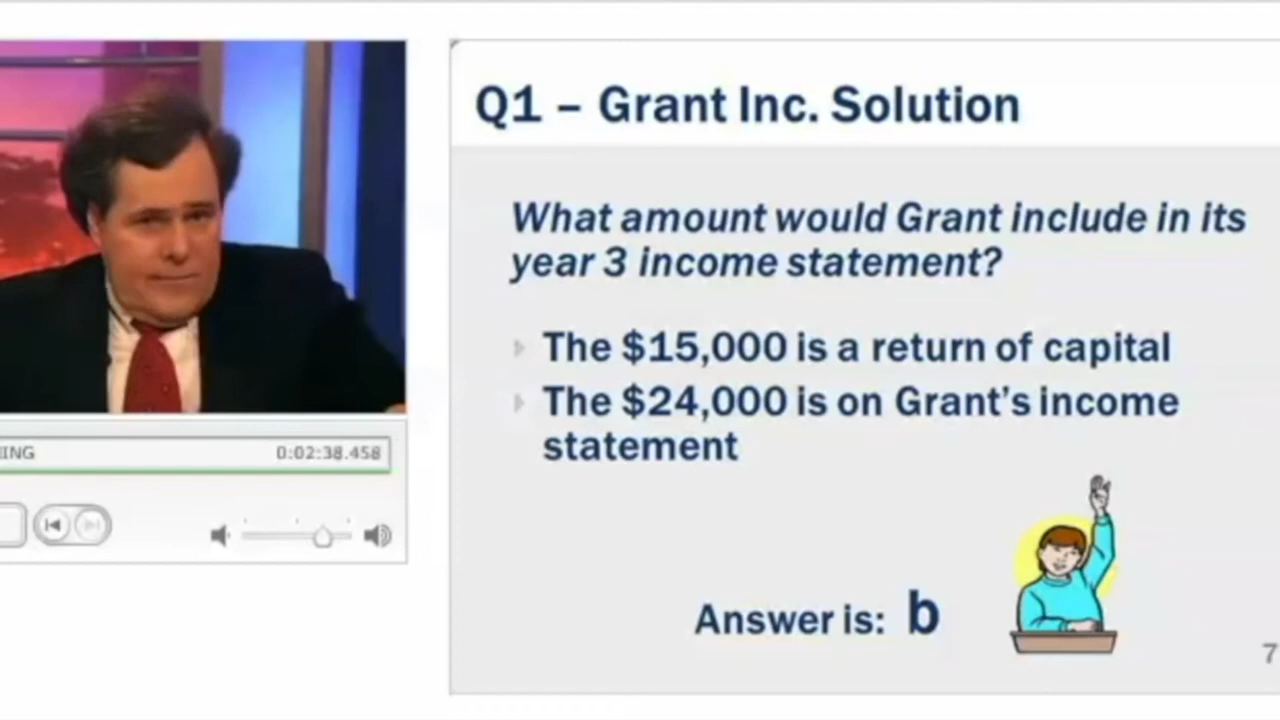 Q1 – Grant Inc. Solution
What amount would Grant include in its
year 3 income statement?
The $15,000 is a return of capital
The $24,000 is on Grant's income
statement
Answer is: b
7
ING
0:02:38.458